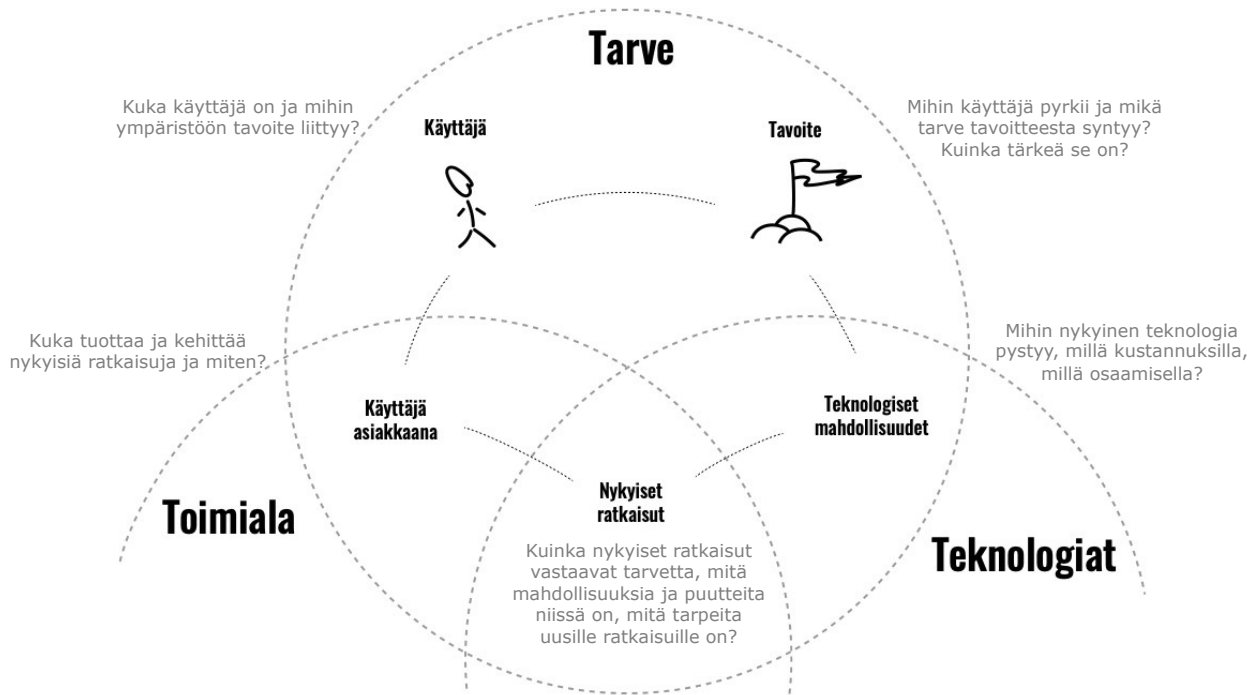 Tarve
Kuka käyttäjä on ja mihin
ympäristöön tavoite liittyy?
Käyttäjä
Tavoite
Mihin käyttäjä pyrkii ja mikä
tarve tavoitteesta syntyy?
Kuinka tärkeä se on?
Kuka tuottaa ja kehittää
nykyisiä ratkaisuja ja miten?
Mihin nykyinen teknologia
pystyy, millä kustannuksilla,
millä osaamisella?
Käyttäjä
asiakkaana
Teknologiset
mahdollisuudet
Toimiala
Nykyiset
ratkaisut
Teknologiat
Kuinka nykyiset ratkaisut
vastaavat tarvetta, mitä
mahdollisuuksia ja puutteita
niissä on, mitä tarpeita
uusille ratkaisuille on?